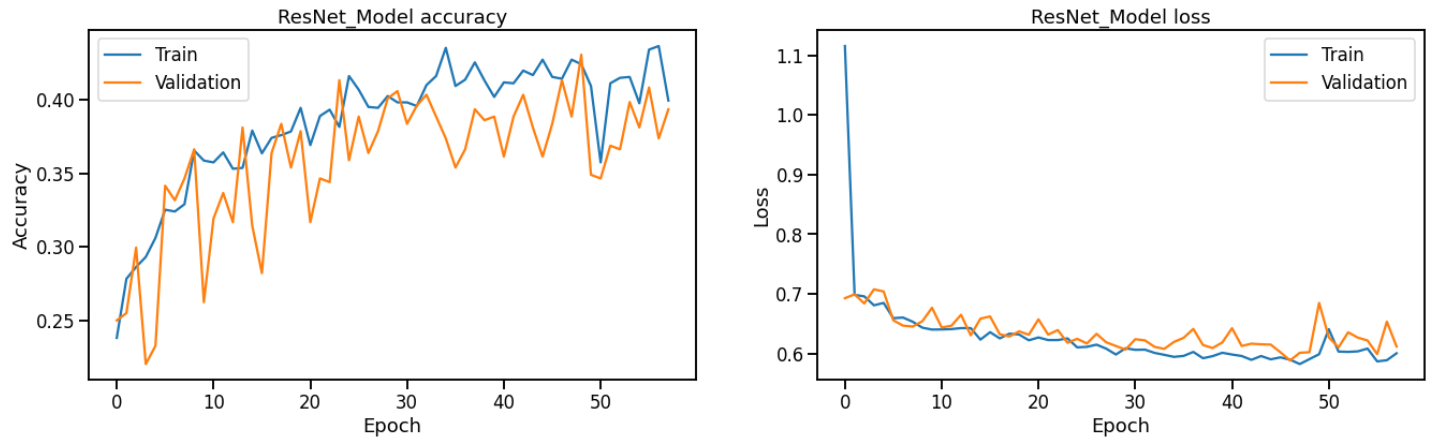 ResNet_Model accuracy
Train
Validation
0.40
0.35
0.30
0.25
Accuracy
0 10 20 30 40 50
Epoch
ResNet_Model loss
Train
Validation
1.1
1.0
0.9
0.8
0.7
0.6
Loss
0 10 20 30 40 50
Epoch